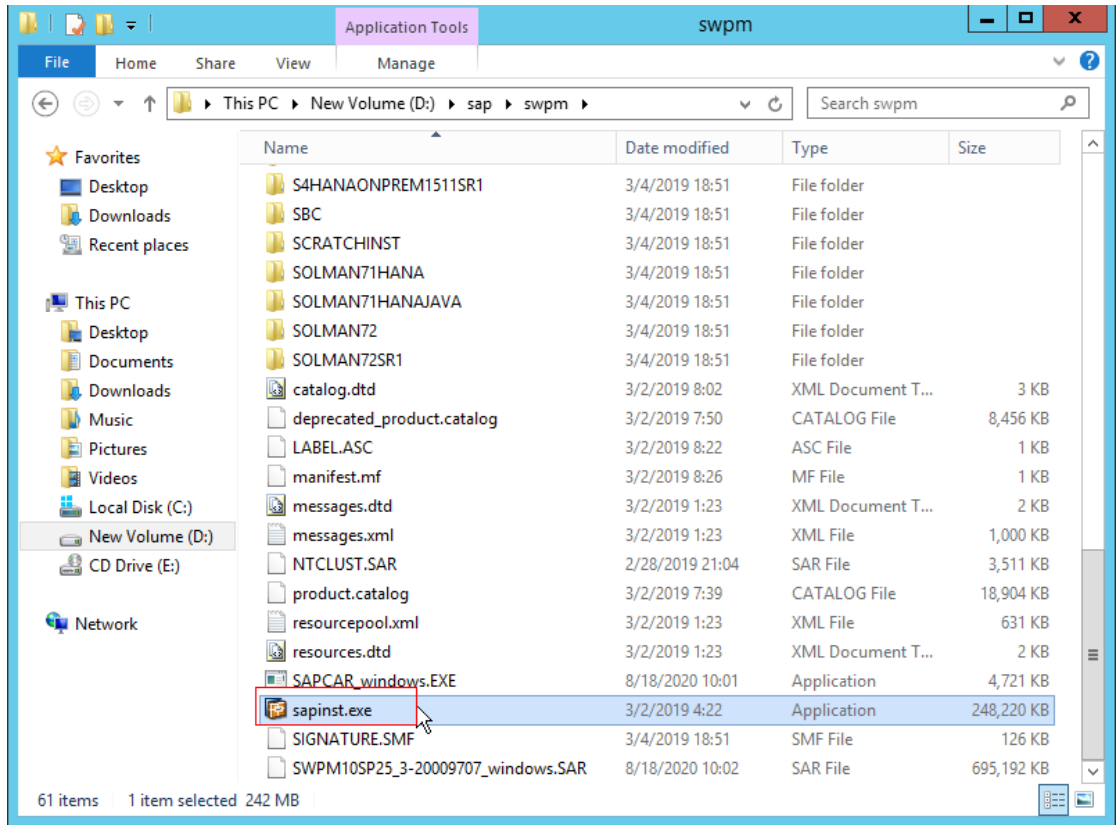 Application Tools
swpm
File Home Share View Manage
This PC New Volume (D:) sap swpm
Search swpm
Favorites
Desktop
Downloads
Recent places
This PC
Desktop
Documents
Downloads
Music
Pictures
Videos
Local Disk (C:)
New Volume (D:)
CD Drive (E:)
Network
Name Date modified Type Size
S4HANAONPREM1511SR1 3/4/2019 18:51 File folder
SBC 3/4/2019 18:51 File folder
SCRATCHINST 3/4/2019 18:51 File folder
SOLMAN71HANA 3/4/2019 18:51 File folder
SOLMAN71HANAJAVA 3/4/2019 18:51 File folder
SOLMAN72 3/4/2019 18:51 File folder
SOLMAN72SR1 3/4/2019 18:51 File folder
catalog.dtd 3/2/2019 8:02 XML Document T... 3 KB
deprecated_product.catalog 3/2/2019 7:50 CATALOG File 8,456 KB
LABEL.ASC 3/2/2019 8:22 ASC File 1 KB
manifest.mf 3/2/2019 8:26 MF File 1 KB
messages.dtd 3/2/2019 1:23 XML Document T... 2 KB
messages.xml 3/2/2019 1:23 XML File 1,000 KB
NTCLUST.SAR 2/28/2019 21:04 SAR File 3,511 KB
product.catalog 3/2/2019 7:39 CATALOG File 18,904 KB
resourcepool.xml 3/2/2019 1:23 XML File 631 KB
resources.dtd 3/2/2019 1:23 XML Document T... 2 KB
SAPCAR_windows.EXE 8/18/2020 10:01 Application 4,721 KB
sapinst.exe 3/2/2019 4:22 Application 248,220 KB
SIGNATURE.SMF 3/4/2019 18:51 SMF File 126 KB
SWPM10SP25_3-20009707_windows.SAR 8/18/2020 10:02 SAR File 695,192 KB
61 items 1 item selected 242 MB